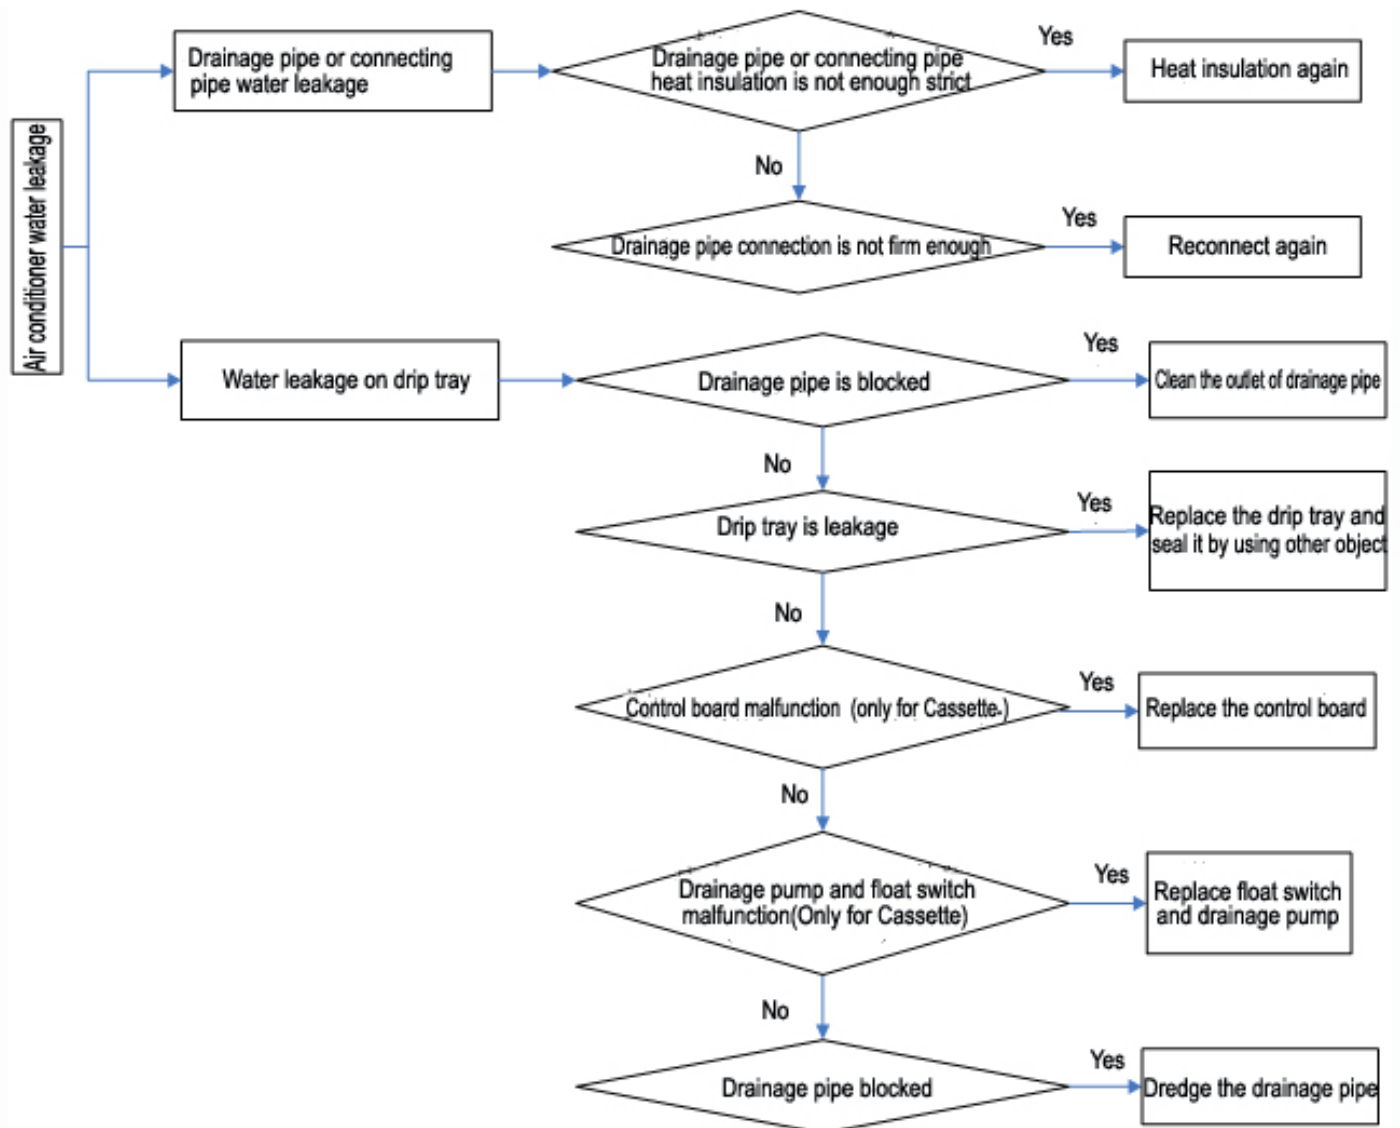 Air conditioner water leakage
Drainage pipe or connecting
pipe water leakage
Drainage pipe or connecting pipe
heat insulation is not enough strict
Yes
Heat insulation again
No
Drainage pipe connection is not firm enough
Yes
Reconnect again
Water leakage on drip tray
Drainage pipe is blocked
Yes
Clean the outlet of drainage pipe
No
Drip tray is leakage
Yes
Replace the drip tray and
seal it by using other object
No
Control board malfunction (only for Cassette.)
Yes
Replace the control board
No
Drainage pump and float switch
malfunction(Only for Cassette)
Yes
Replace float switch
and drainage pump
No
Drainage pipe blocked
Yes
Dredge the drainage pipe